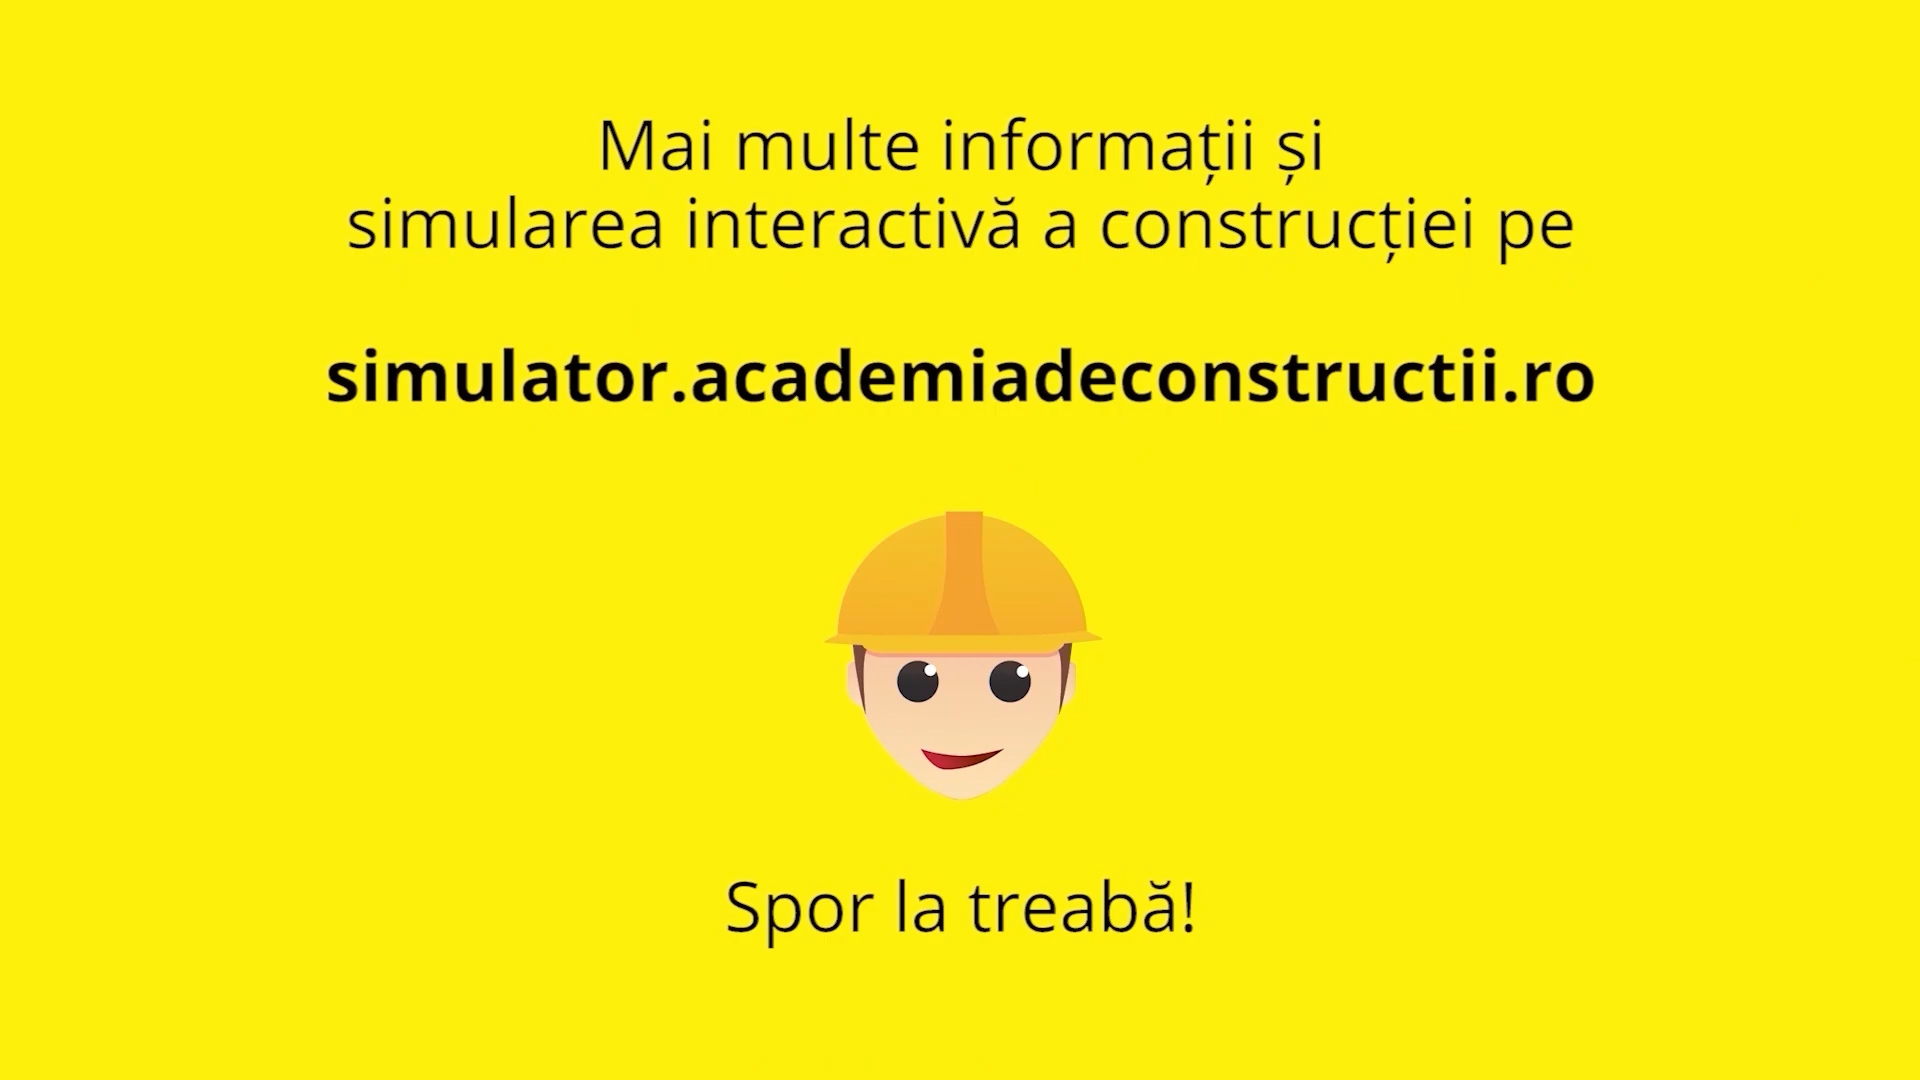 Mai multe informații și
simularea interactivă a construcției pe
simulator.academiadeconstructii.ro
Spor la treabă!